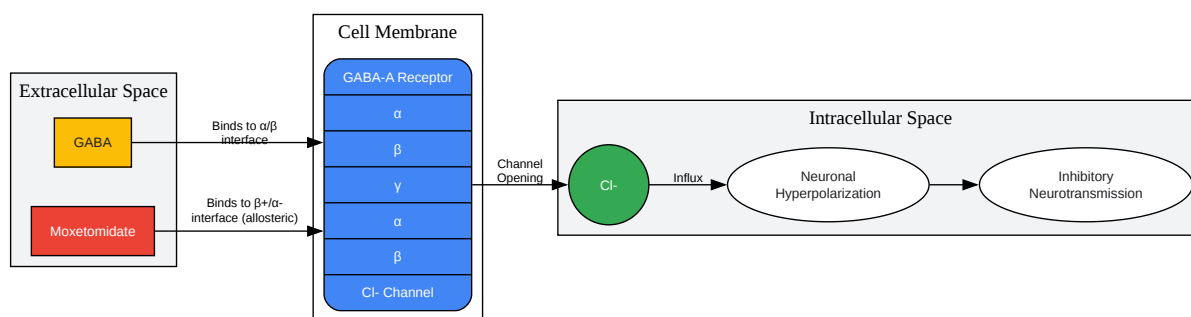 Extracellular Space
GABA
Moxetomidate
Binds to α/β
interface
Binds to β+/α-
interface (allosteric)
Cell Membrane
GABA-A Receptor
α
β
γ
α
β
Cl- Channel
Channel
Opening
Intracellular Space
Cl-
Influx
Neuronal
Hyperpolarization
Inhibitory
Neurotransmission